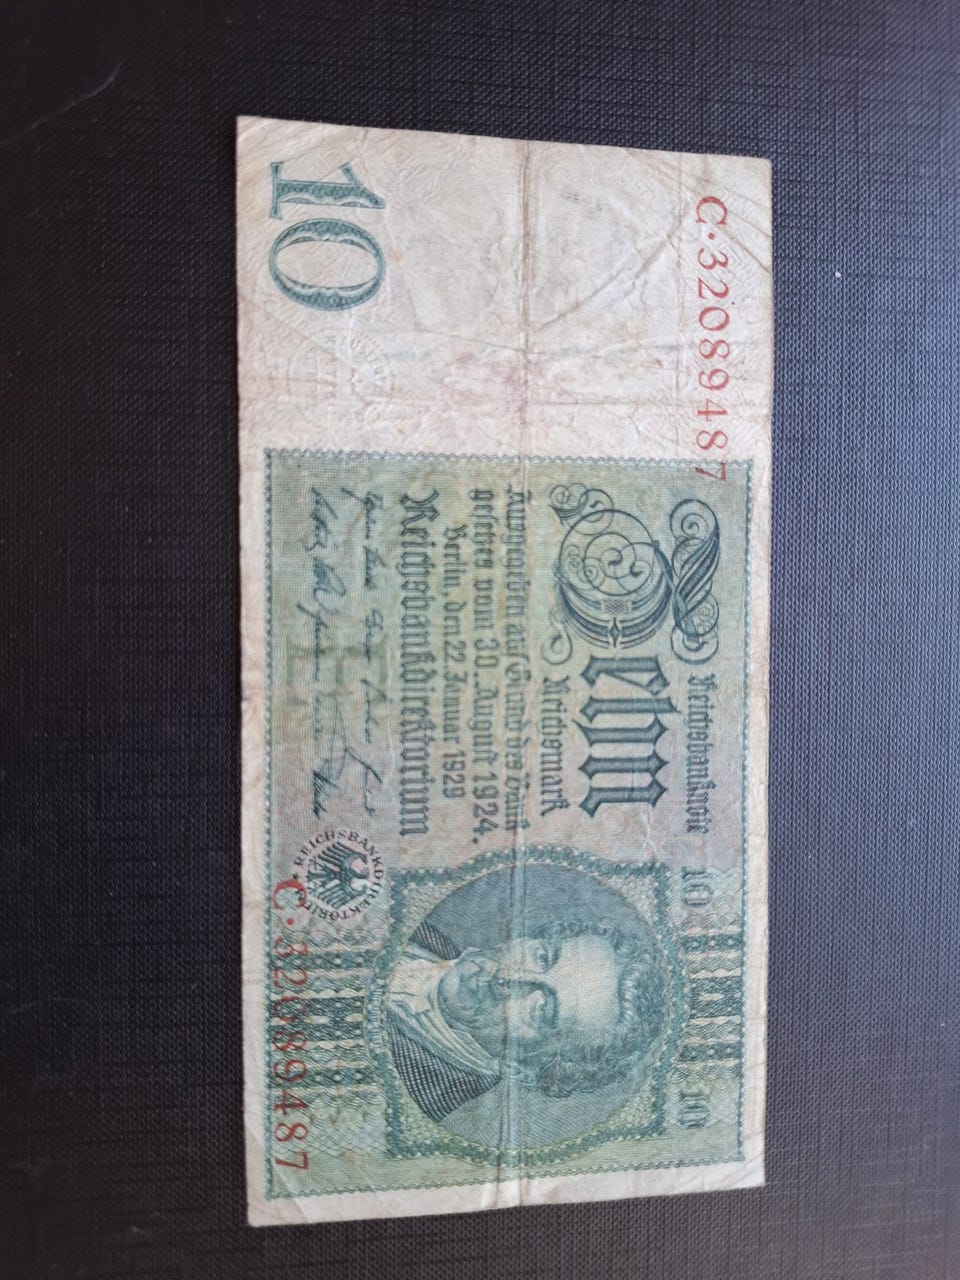 C·32089487
10
Reichsbanknote
Zehn
Reichsmark
Ausgegeben auf Grund des Bank
gesetzes vom 30. August 1924.
Berlin, den 22. Januar 1929
Reichsbankdirektorium
REICHSBANKDIREKTORIUM
10
10
C·32089487